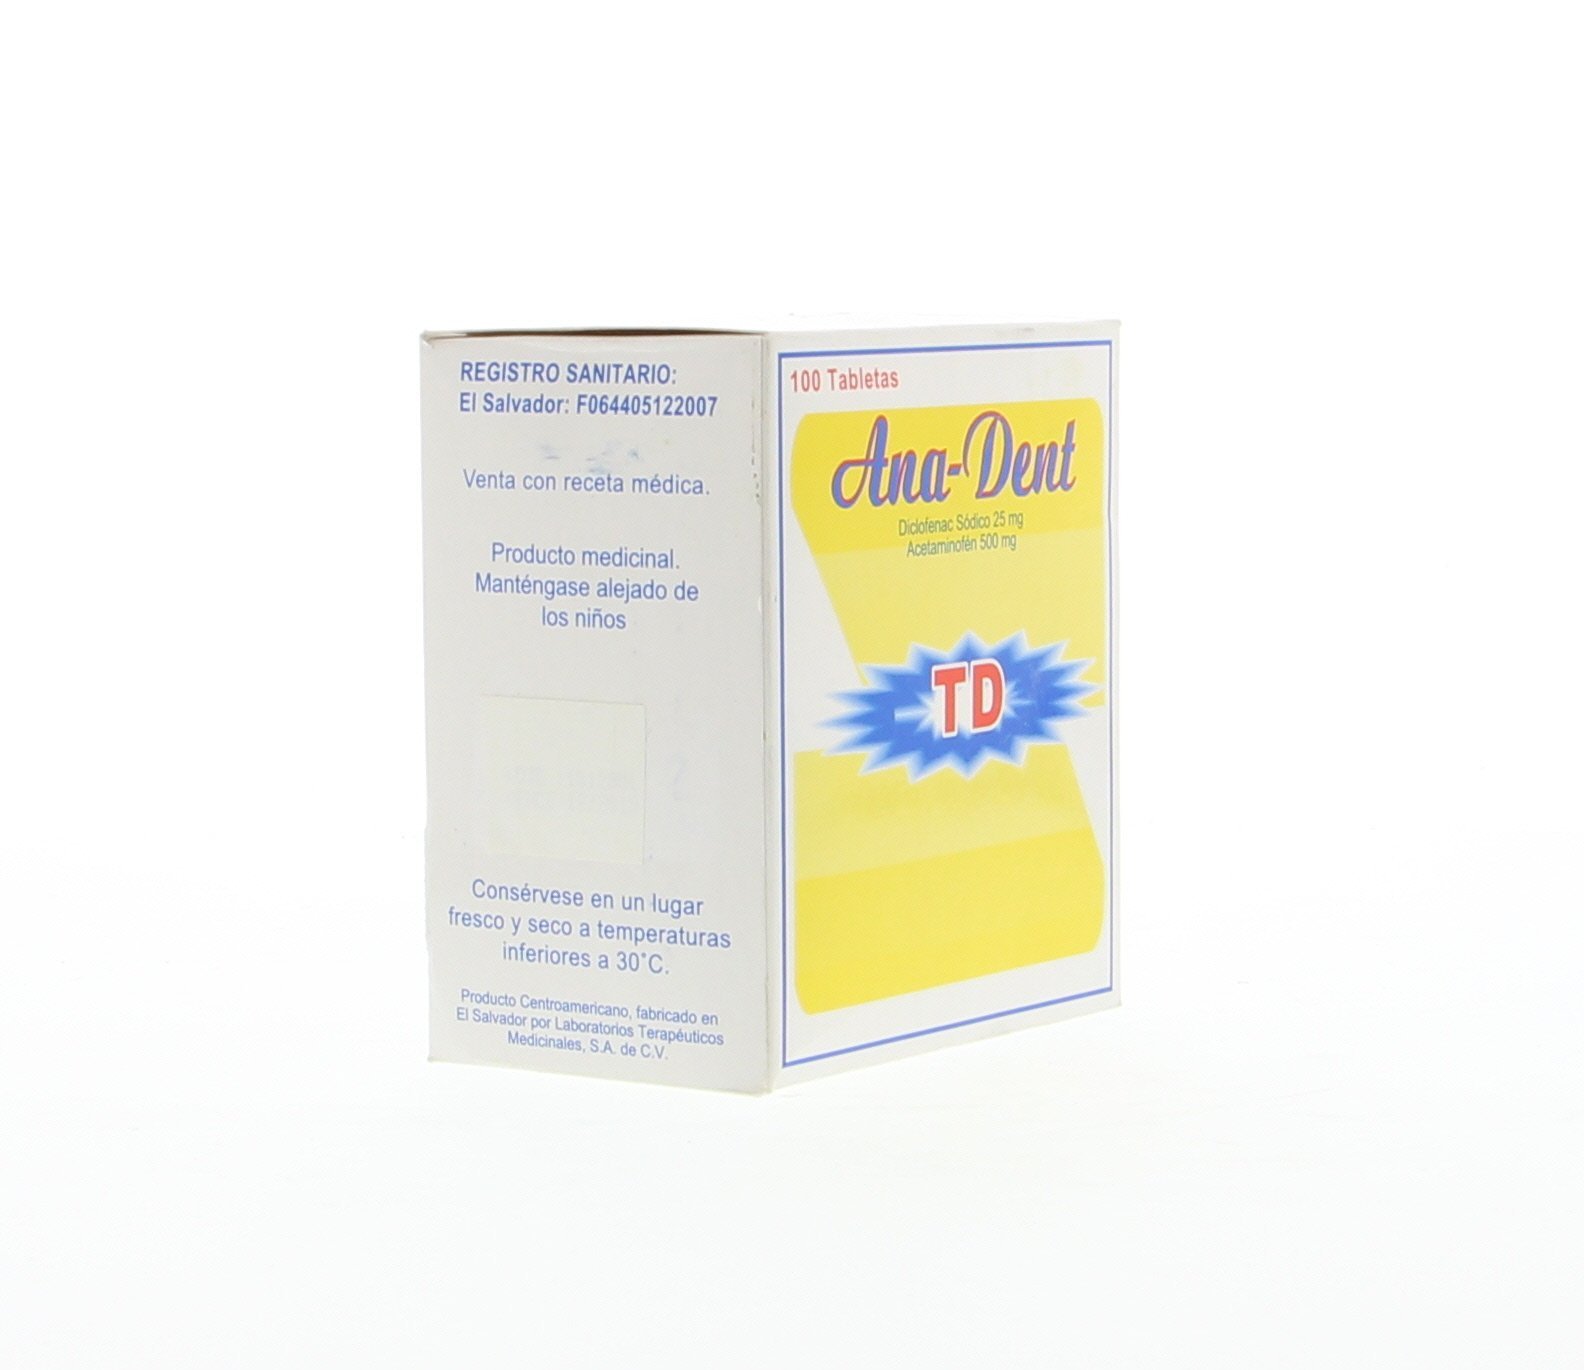 REGISTRO SANITARIO:
El Salvador: F064405122007
Venta con receta médica.
Producto medicinal.
Manténgase alejado de
los niños
Consérvese en un lugar
fresco y seco a temperaturas
inferiores a 30°C.
Producto Centroamericano, fabricado en
El Salvador por Laboratorios Terapéuticos
Medicinales, S.A. de C.V.
100 Tabletas
Ana-Dent
Diclofenac Sódico 25 mg
Acetaminofén 500 mg
TD